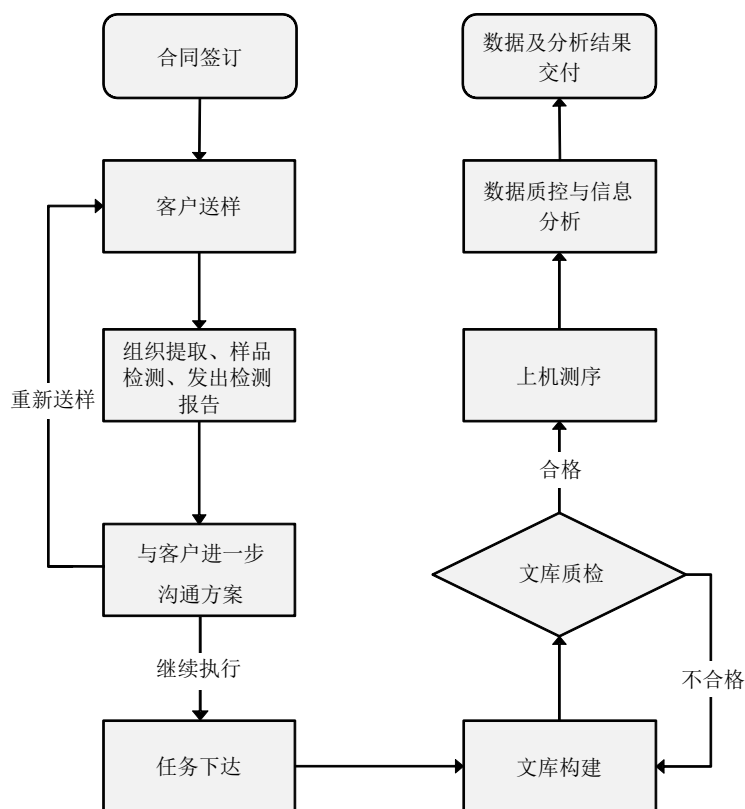 合同签订
客户送样
组织提取、样品
检测、发出检测
报告
重新送样
与客户进一步
沟通方案
继续执行
任务下达
数据及分析结果
交付
数据质控与信息
分析
上机测序
合格
文库质检
不合格
文库构建